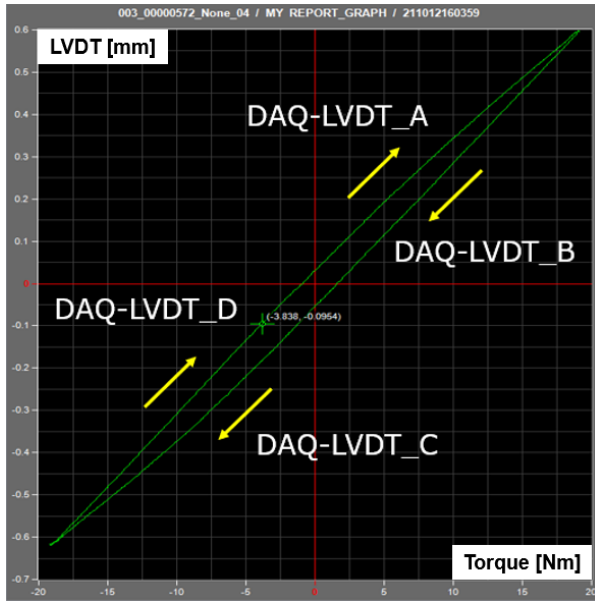 003_00000572_None_04 / MY REPORT_GRAPH / 211012160359
LVDT [mm]
0.6
0.5
0.4
0.3
0.2
0.1
0
-0.1
-0.2
-0.3
-0.4
-0.5
-0.6
-0.7
DAQ-LVDT_A
DAQ-LVDT_B
DAQ-LVDT_D
(-3.838, -0.0954)
DAQ-LVDT_C
Torque [Nm]
-20 -15 -10 -5 0 5 10 15 20